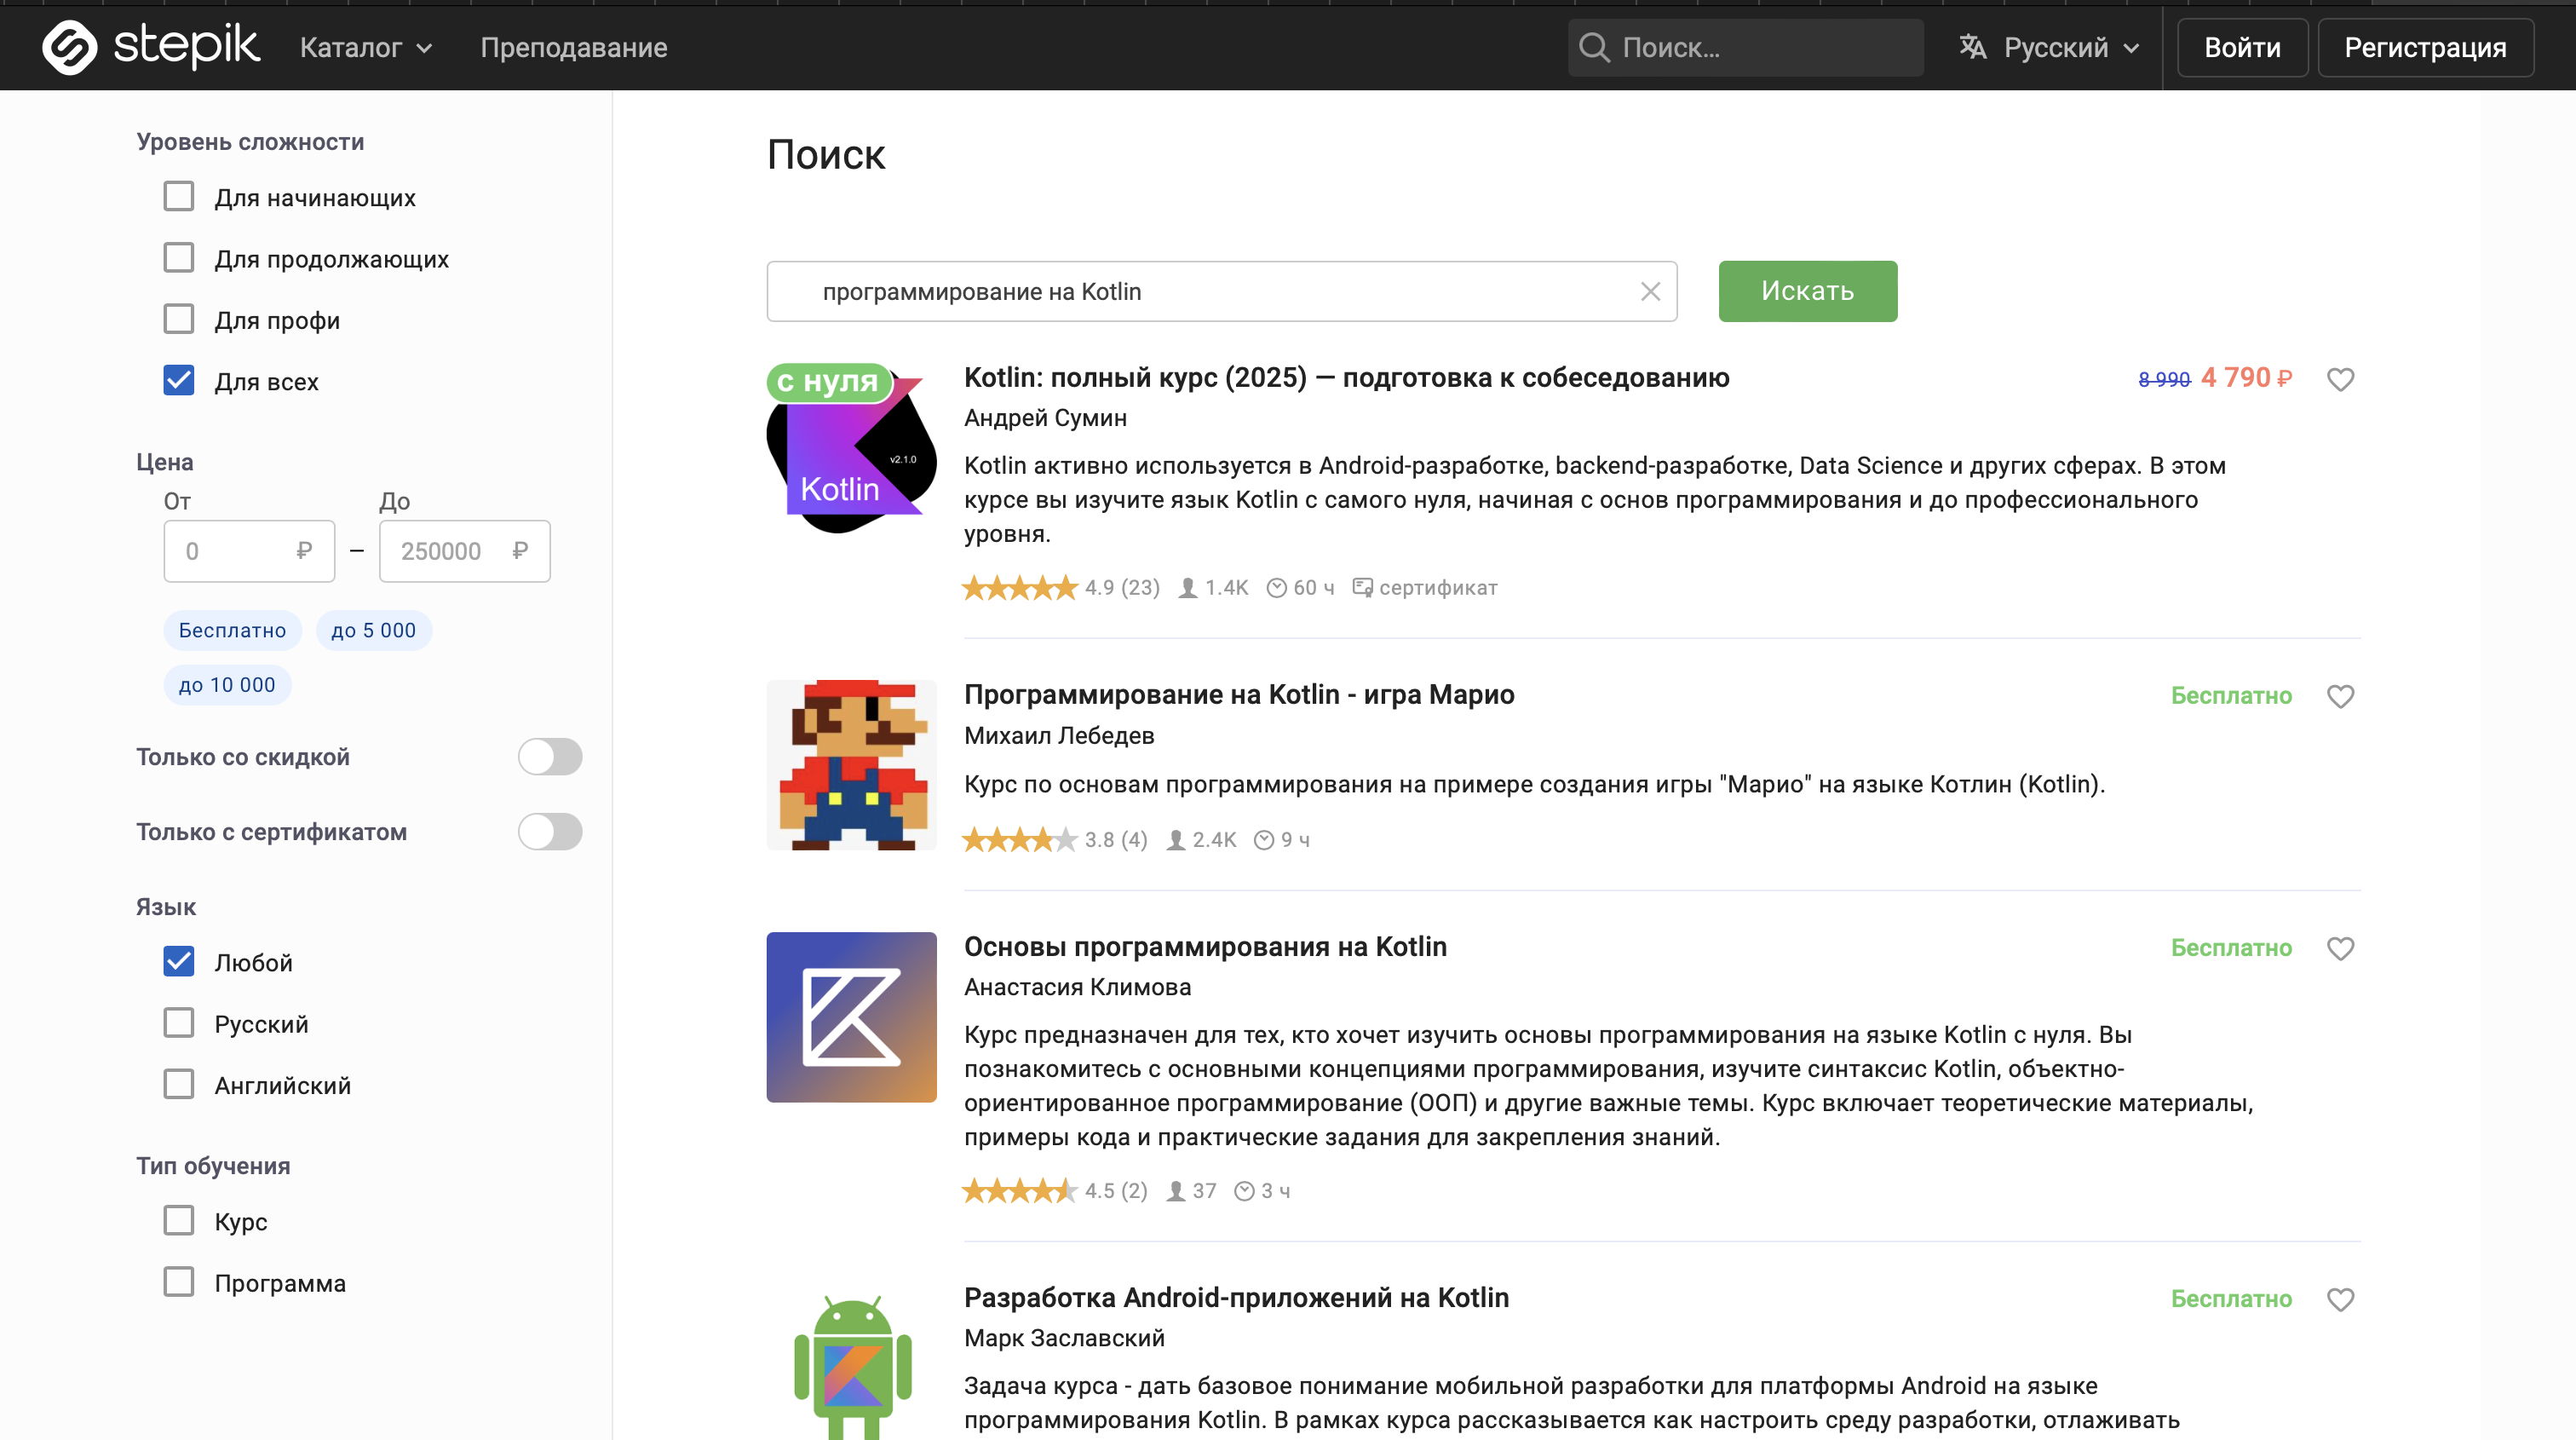 stepik
Каталог
Преподавание
Поиск...
Русский
Войти
Регистрация
Уровень сложности
Для начинающих
Для продолжающих
Для профи
Для всех
Цена
От
До
0 ₽ – 250000 ₽
Бесплатно
до 5 000
до 10 000
Только со скидкой
Только с сертификатом
Язык
Любой
Русский
Английский
Тип обучения
Курс
Программа
Поиск
программирование на Kotlin
Искать
с нуля
v2.1.0
Kotlin
Kotlin: полный курс (2025) — подготовка к собеседованию
8 990 4 790 ₽
Андрей Сумин
Kotlin активно используется в Android-разработке, backend-разработке, Data Science и других сферах. В этом
курсе вы изучите язык Kotlin с самого нуля, начиная с основ программирования и до профессионального
уровня.
4.9 (23) 1.4K 60 ч сертификат
Программирование на Kotlin - игра Марио
Бесплатно
Михаил Лебедев
Курс по основам программирования на примере создания игры "Марио" на языке Котлин (Kotlin).
3.8 (4) 2.4K 9 ч
Основы программирования на Kotlin
Бесплатно
Анастасия Климова
Курс предназначен для тех, кто хочет изучить основы программирования на языке Kotlin с нуля. Вы
познакомитесь с основными концепциями программирования, изучите синтаксис Kotlin, объектно-
ориентированное программирование (ООП) и другие важные темы. Курс включает теоретические материалы,
примеры кода и практические задания для закрепления знаний.
4.5 (2) 37 3 ч
Разработка Android-приложений на Kotlin
Бесплатно
Марк Заславский
Задача курса - дать базовое понимание мобильной разработки для платформы Android на языке
программирования Kotlin. В рамках курса рассказывается как настроить среду разработки, отлаживать